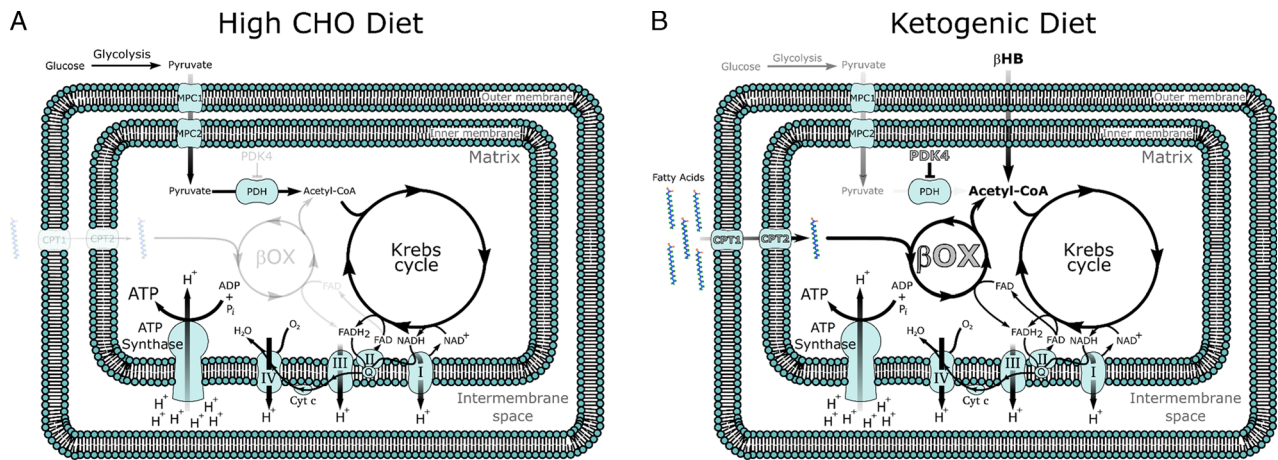 A
High CHO Diet
Glucose
Glycolysis
Pyruvate
MPC1
Outer membrane
MPC2
Inner membrane
Matrix
PDK4
Pyruvate
PDH
Acetyl-CoA
CPT1
CPT2
βOX
Krebs
cycle
H+
ATP
ADP
+
Pi
FAD
ATP
Synthase
H2O
O2
FADH2
FAD
NADH
NAD+
IV
III
II
Q
I
Cyt c
H+
H+
H+
H+
H+
H+
H+
H+
H+
H+
Intermembrane
space
B
Ketogenic Diet
Glucose
Glycolysis
Pyruvate
βHB
MPC1
Outer membrane
MPC2
Inner membrane
Matrix
PDK4
Fatty Acids
Pyruvate
PDH
Acetyl-CoA
CPT1
CPT2
βOX
Krebs
cycle
H+
ATP
ADP
+
Pi
FAD
ATP
Synthase
H2O
O2
FADH2
FAD
NADH
NAD+
IV
III
II
Q
I
Cyt c
H+
H+
H+
H+
H+
H+
H+
H+
H+
H+
Intermembrane
space